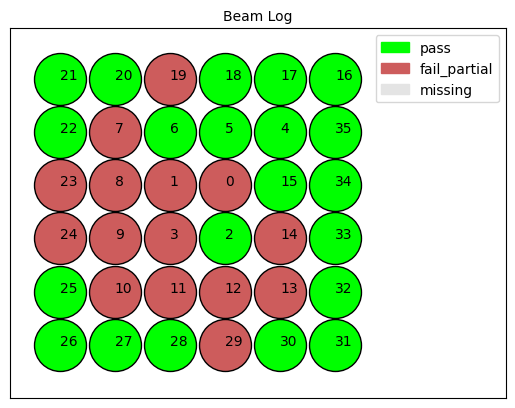 Beam Log
pass
fail_partial
missing
21 20 19 18 17 16
22 7 6 5 4 35
23 8 1 0 15 34
24 9 3 2 14 33
25 10 11 12 13 32
26 27 28 29 30 31